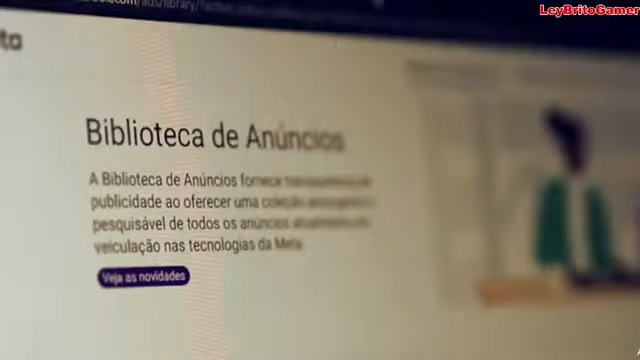 LeyBritoGamer
Biblioteca de Anúncios
A Biblioteca de Anúncios fornece
publicidade ao oferecer uma coleção
pesquisável de todos os anúncios
veiculação nas tecnologias da Meta
Veja as novidades